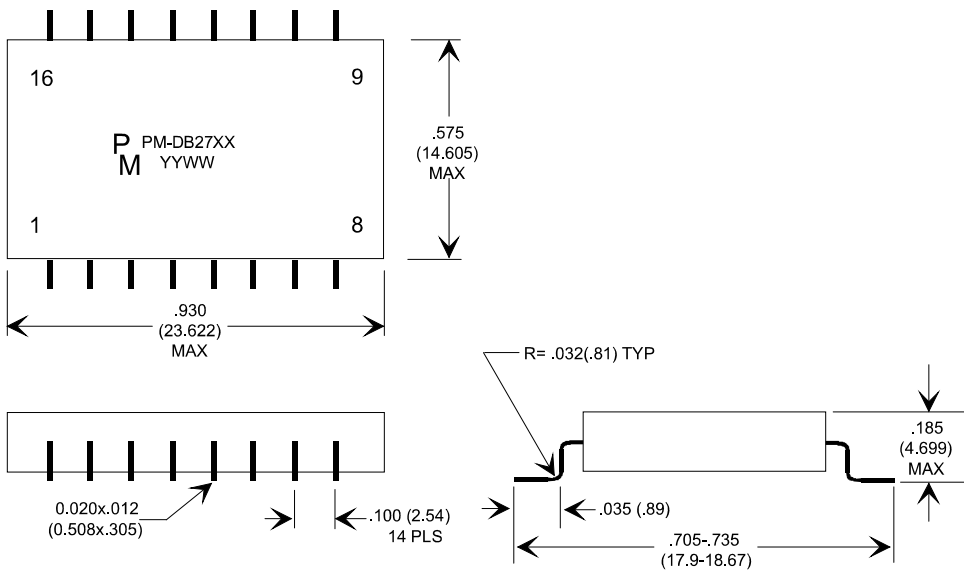 16
9
P
M
PM-DB27XX
YYWW
1
8
.575
(14.605)
MAX
.930
(23.622)
MAX
R= .032(.81) TYP
.185
(4.699)
MAX
0.020x.012
(0.508x.305)
.100 (2.54)
14 PLS
.035 (.89)
.705-.735
(17.9-18.67)